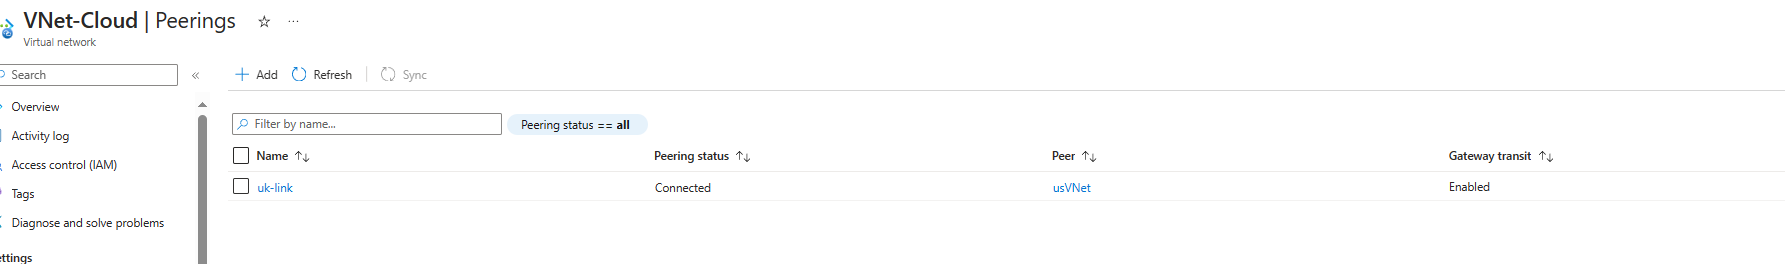 VNet-Cloud | Peerings ☆ ···
Virtual network
Search «
Add Refresh | Sync
Overview
Filter by name...
Peering status == all
Activity log
Name ↑↓ Peering status ↑↓ Peer ↑↓ Gateway transit ↑↓
Access control (IAM)
uk-link Connected usVNet Enabled
Tags
Diagnose and solve problems
ettings